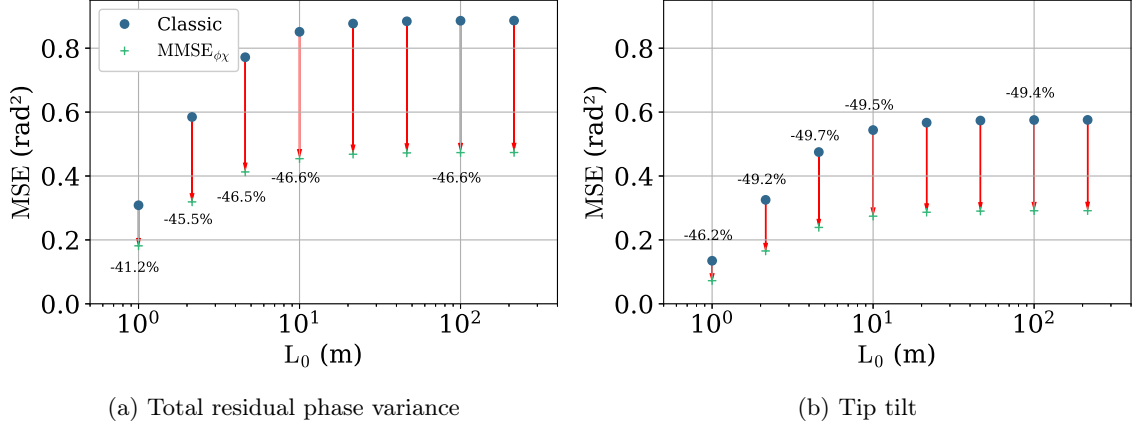 Classic
MMSE_ϕχ
MSE (rad²)
0.8
0.6
0.4
0.2
0.0
-41.2%
-45.5%
-46.5%
-46.6%
-46.6%
10⁰ 10¹ 10²
L₀ (m)
(a) Total residual phase variance
MSE (rad²)
0.8
0.6
0.4
0.2
0.0
-46.2%
-49.2%
-49.7%
-49.5%
-49.4%
10⁰ 10¹ 10²
L₀ (m)
(b) Tip tilt